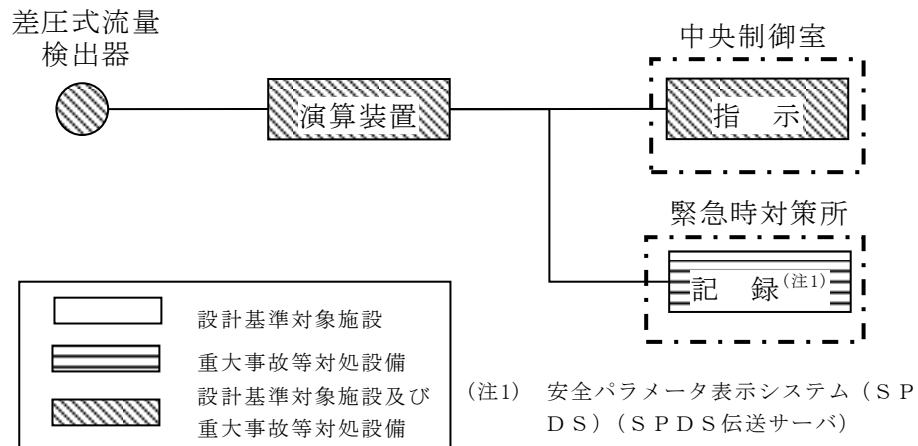 差圧式流量
検出器
演算装置
中央制御室
指　示
緊急時対策所
記　録(注1)
設計基準対象施設
重大事故等対処設備
設計基準対象施設及び
重大事故等対処設備
(注1)　安全パラメータ表示システム（ＳＰ
ＤＳ）（ＳＰＤＳ伝送サーバ）